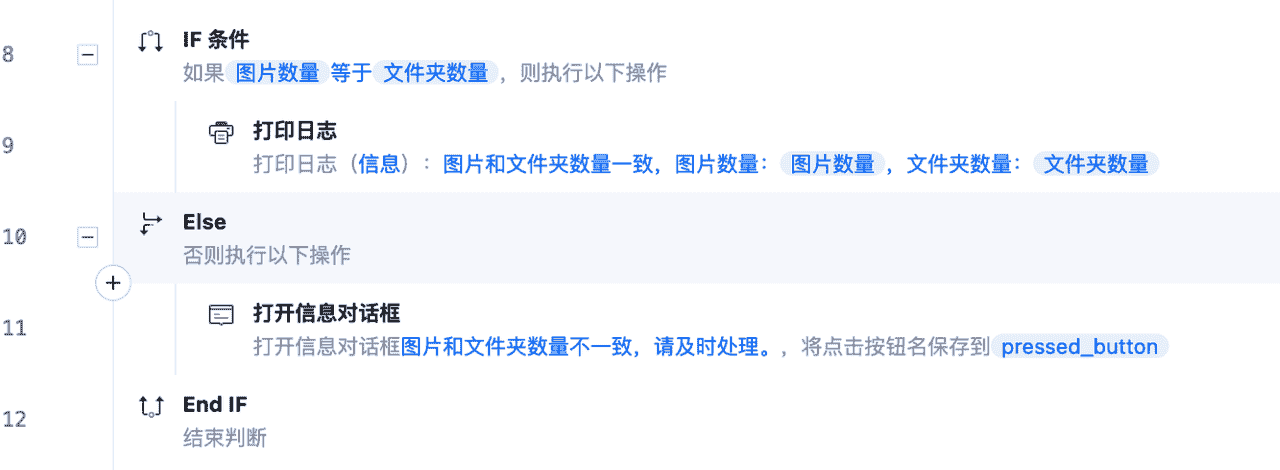 8
IF 条件
如果 图片数量 等于 文件夹数量 ，则执行以下操作
9
打印日志
打印日志（信息）：图片和文件夹数量一致，图片数量： 图片数量 ，文件夹数量： 文件夹数量
10
Else
否则执行以下操作
11
打开信息对话框
打开信息对话框图片和文件夹数量不一致，请及时处理。，将点击按钮名保存到 pressed_button
12
End IF
结束判断